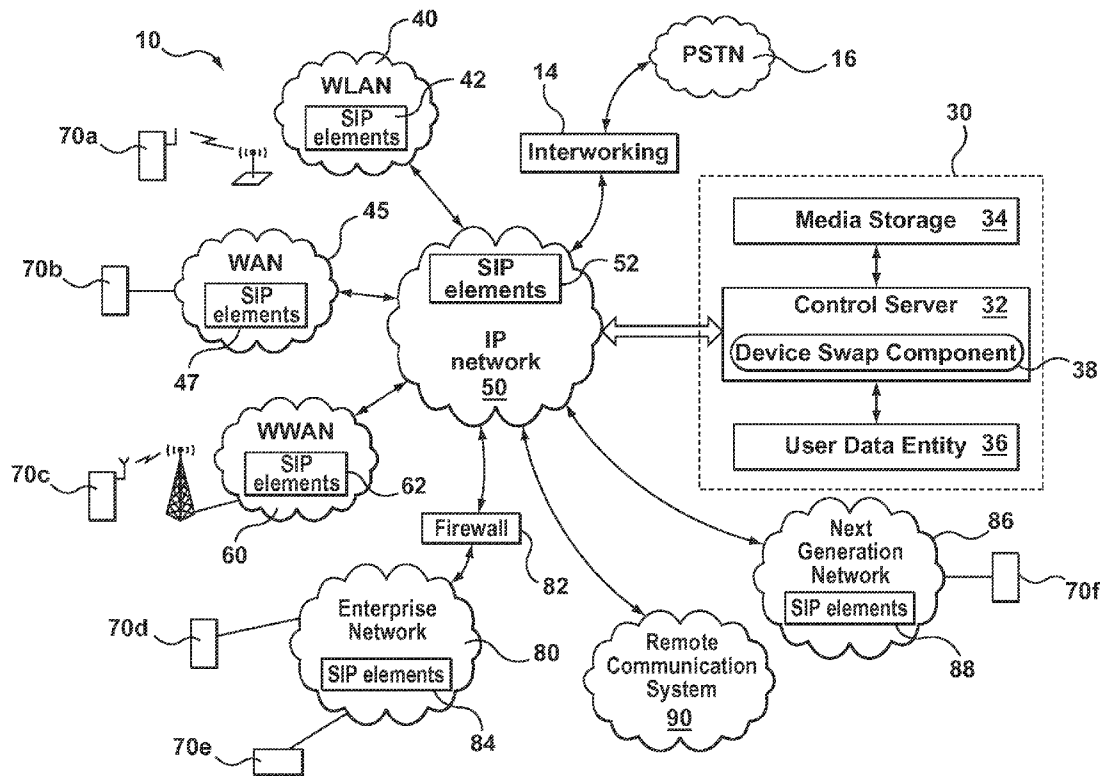 10
40
WLAN
42
SIP
elements
70a
PSTN
16
14
Interworking
30
Media Storage 34
Control Server 32
Device Swap Component
38
User Data Entity 36
45
WAN
SIP
elements
47
70b
SIP
elements
52
IP
network
50
WWAN
SIP
elements
62
60
70c
Firewall
82
Enterprise
Network
80
SIP elements
84
70d
70e
Remote
Communication
System
90
Next
Generation
Network
86
SIP elements
88
70f